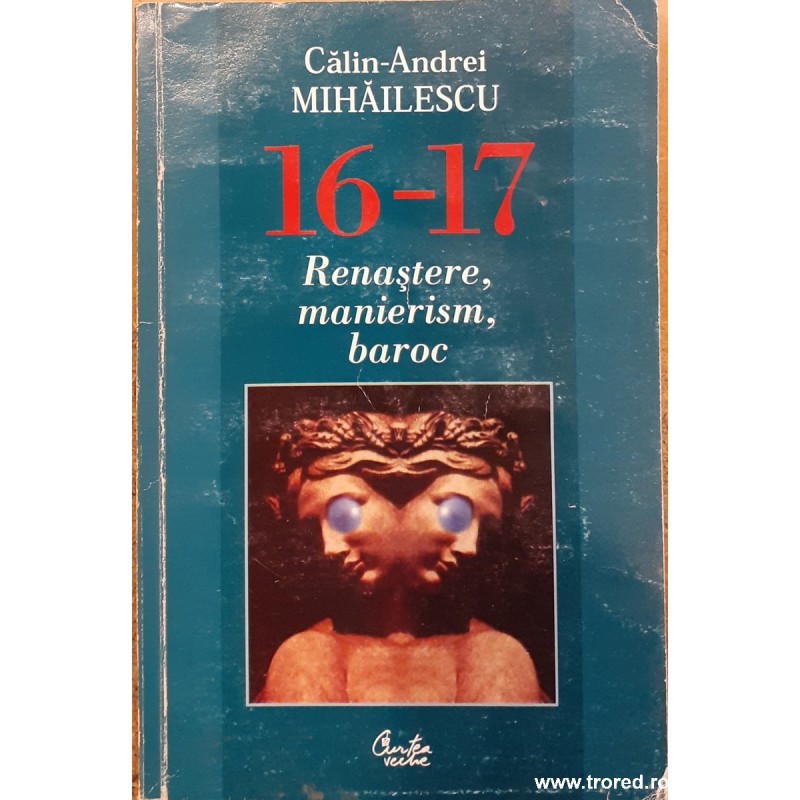 Călin-Andrei
MIHĂILESCU
16-17
Renaştere,
manierism,
baroc
Curtea
veche
www.trored.ro